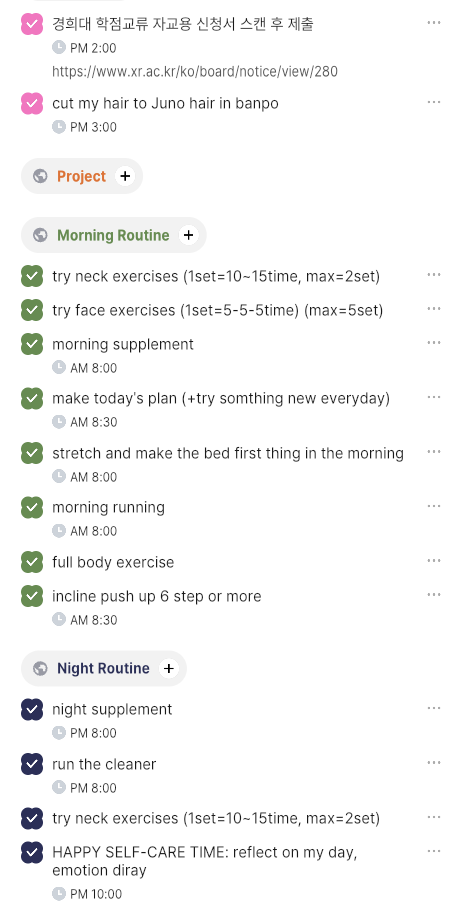 경희대 학점교류 자교용 신청서 스캔 후 제출
PM 2:00
https://www.xr.ac.kr/ko/board/notice/view/280
cut my hair to Juno hair in banpo
PM 3:00
Project +
Morning Routine +
try neck exercises (1set=10~15time, max=2set)
try face exercises (1set=5-5-5time) (max=5set)
morning supplement
AM 8:00
make today's plan (+try somthing new everyday)
AM 8:30
stretch and make the bed first thing in the morning
AM 8:00
morning running
AM 8:00
full body exercise
incline push up 6 step or more
AM 8:30
Night Routine +
night supplement
PM 8:00
run the cleaner
PM 8:00
try neck exercises (1set=10~15time, max=2set)
HAPPY SELF-CARE TIME: reflect on my day,
emotion diray
PM 10:00